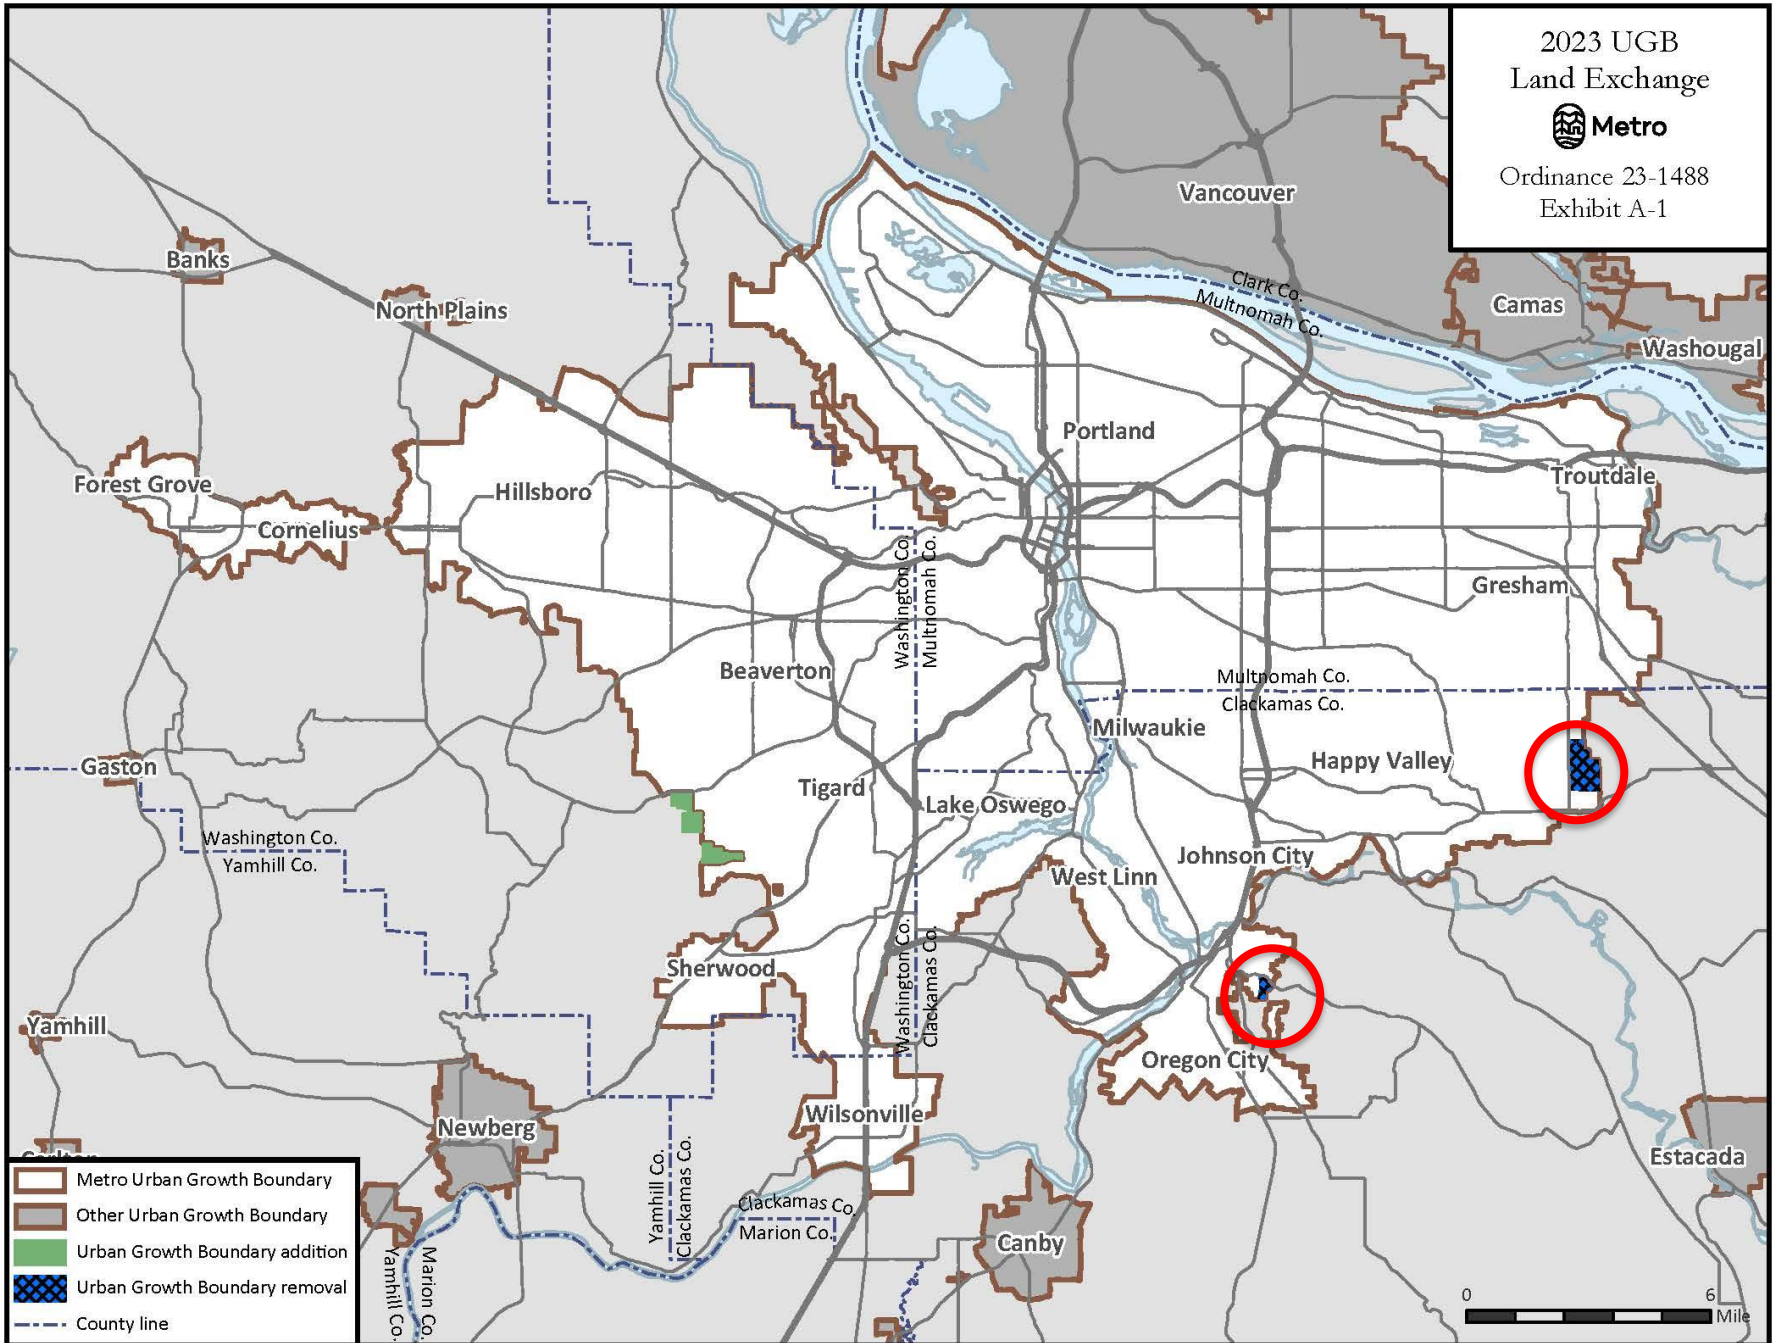 2023 UGB
Land Exchange
Metro
Ordinance 23-1488
Exhibit A-1
Vancouver
Clark Co.
Multnomah Co.
Camas
Washougal
Banks
North Plains
Portland
Troutdale
Forest Grove
Hillsboro
Cornelius
Gresham
Washington Co.
Multnomah Co.
Beaverton
Multnomah Co.
Clackamas Co.
Milwaukie
Happy Valley
Gaston
Tigard
Lake Oswego
Washington Co.
Yamhill Co.
Johnson City
West Linn
Washington Co.
Clackamas Co.
Sherwood
Yamhill
Oregon City
Wilsonville
Newberg
Estacada
Yamhill Co.
Clackamas Co.
Clackamas Co.
Marion Co.
Canby
Yamhill Co.
Marion Co.
Metro Urban Growth Boundary
Other Urban Growth Boundary
Urban Growth Boundary addition
Urban Growth Boundary removal
County line
0 6
Mile